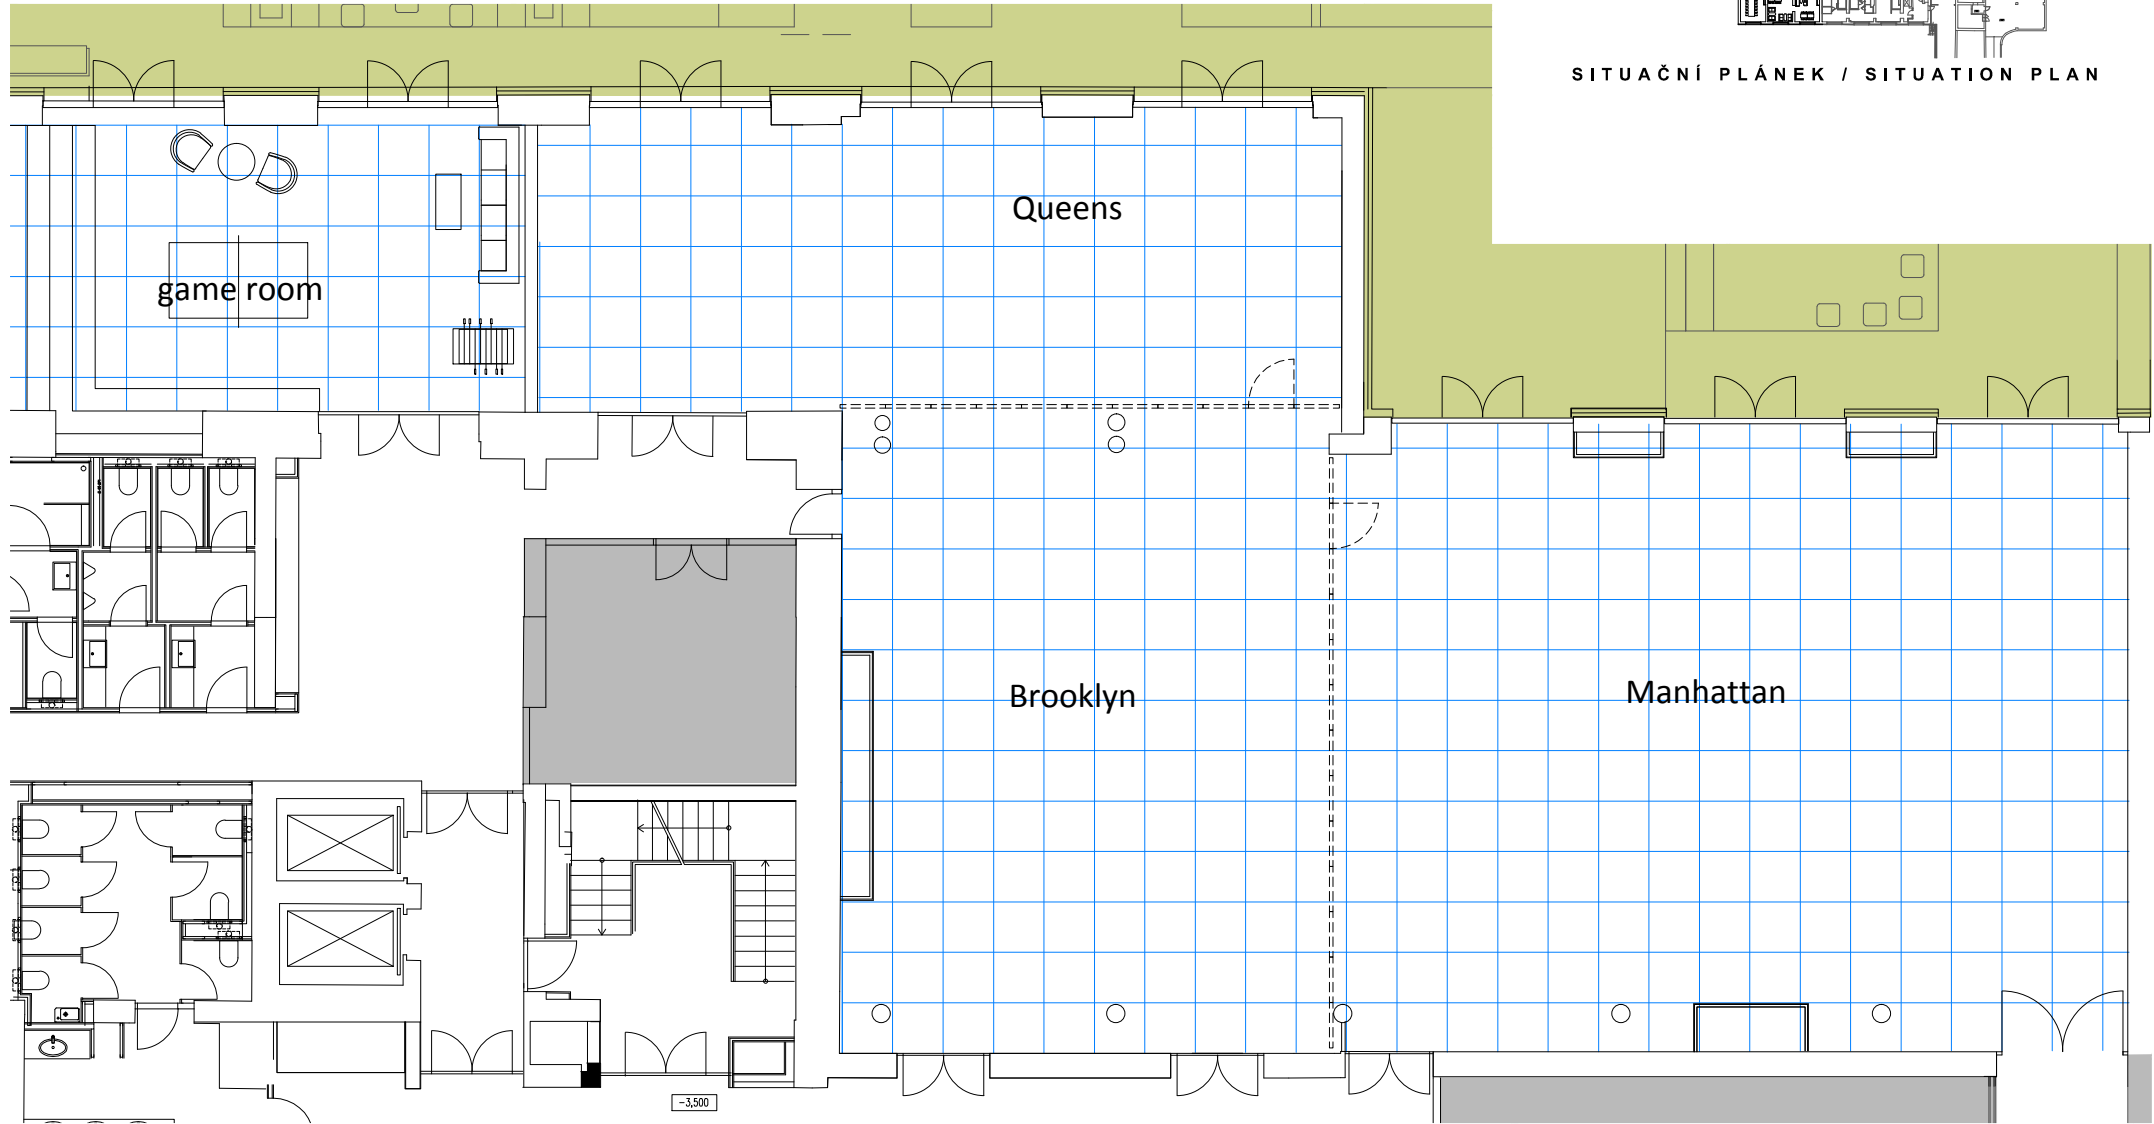 SITUAČNÍ PLÁNEK / SITUATION PLAN
Queens
game room
Brooklyn
Manhattan
-3,500